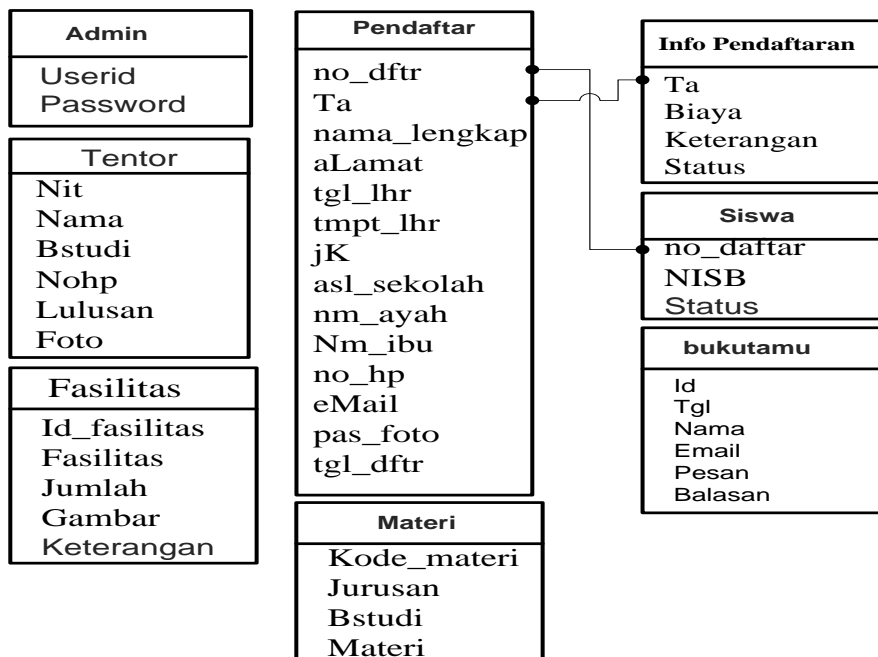 Admin
Userid
Password
Tentor
Nit
Nama
Bstudi
Nohp
Lulusan
Foto
Fasilitas
Id_fasilitas
Fasilitas
Jumlah
Gambar
Keterangan
Pendaftar
no_dftr
Ta
nama_lengkap
aLamat
tgl_lhr
tmpt_lhr
jK
asl_sekolah
nm_ayah
Nm_ibu
no_hp
eMail
pas_foto
tgl_dftr
Materi
Kode_materi
Jurusan
Bstudi
Materi
Info Pendaftaran
Ta
Biaya
Keterangan
Status
Siswa
no_daftar
NISB
Status
bukutamu
Id
Tgl
Nama
Email
Pesan
Balasan